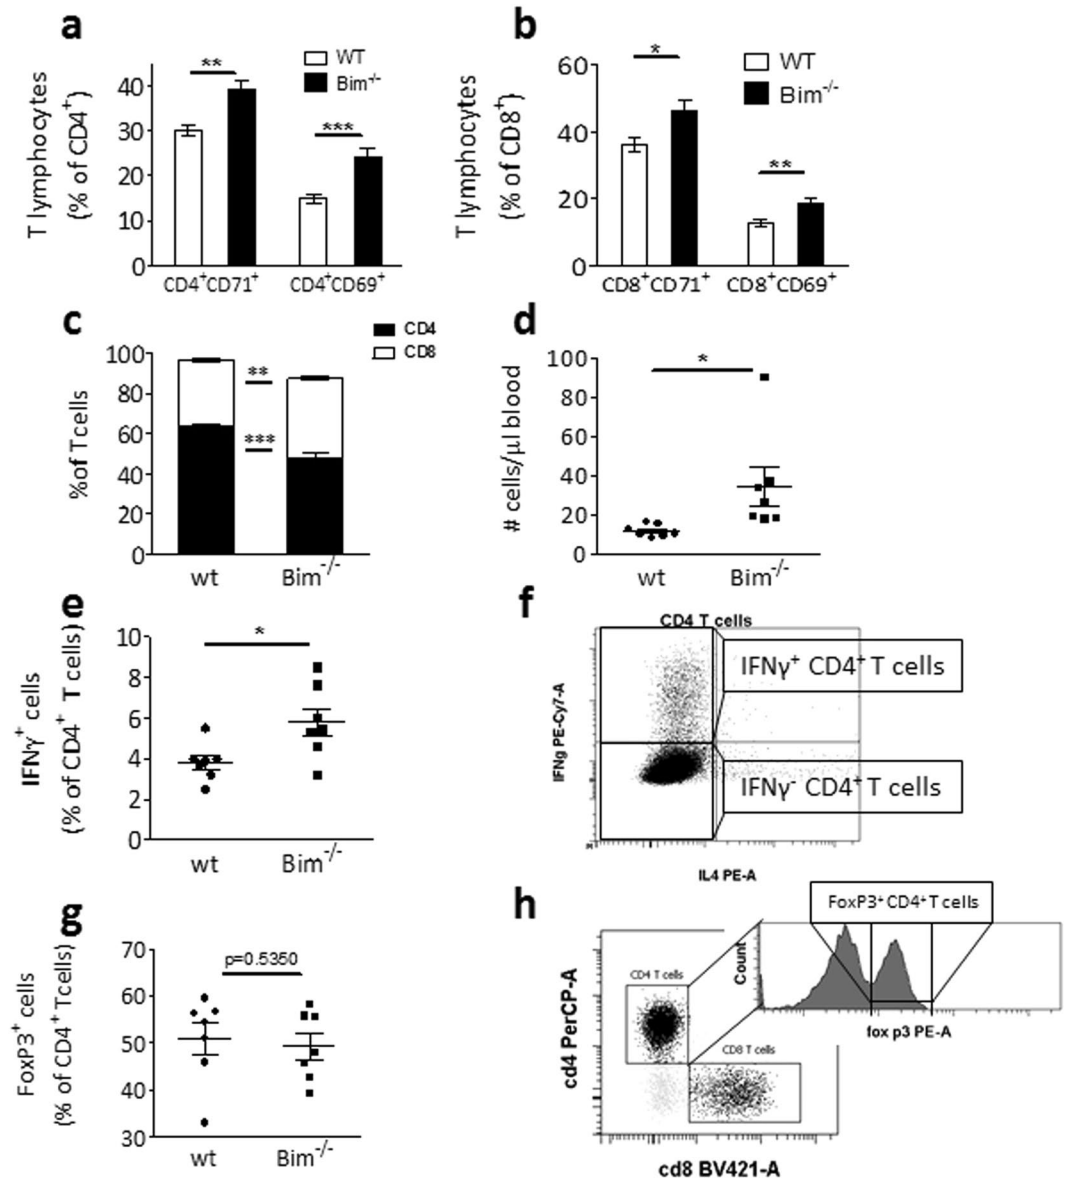 a
T lymphocytes
(% of CD4⁺)
40
30
20
10
0
**
***
WT
Bim⁻/⁻
CD4⁺CD71⁺
CD4⁺CD69⁺
b
T lymphocytes
(% of CD8⁺)
60
40
20
0
*
**
WT
Bim⁻/⁻
CD8⁺CD71⁺
CD8⁺CD69⁺
c
%of T cells
100
80
60
40
20
0
**
***
CD4
CD8
wt
Bim⁻/⁻
d
# cells/µl blood
100
80
60
40
20
0
*
wt
Bim⁻/⁻
e
IFNγ⁺ cells
(% of CD4⁺ T cells)
10
8
6
4
2
0
*
wt
Bim⁻/⁻
f
CD4 T cells
IFNγ⁺ CD4⁺ T cells
IFNγ⁻ CD4⁺ T cells
IFNg PE-Cy7-A
IL4 PE-A
g
FoxP3⁺ cells
(% of CD4⁺ Tcells)
70
60
50
40
30
p=0.5350
wt
Bim⁻/⁻
h
FoxP3⁺ CD4⁺ T cells
Count
fox p3 PE-A
CD4 T cells
CD8 T cells
cd4 PerCP-A
cd8 BV421-A